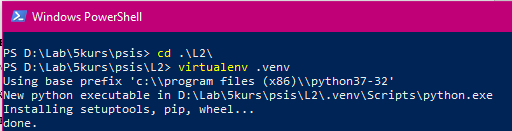 Windows PowerShell
PS D:\Lab\5kurs\psis> cd .\L2\
PS D:\Lab\5kurs\psis\L2> virtualenv .venv
Using base prefix 'c:\\program files (x86)\\python37-32'
New python executable in D:\Lab\5kurs\psis\L2\.venv\Scripts\python.exe
Installing setuptools, pip, wheel...
done.